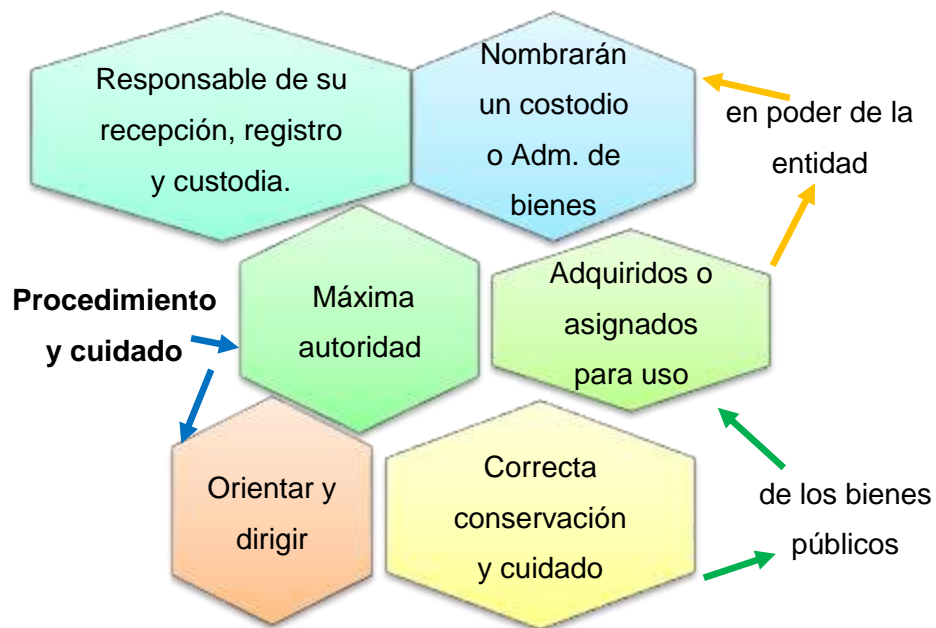 Responsable de su
recepción, registro
y custodia.
Nombrarán
un costodio
o Adm. de
bienes
en poder de la
entidad
Procedimiento
y cuidado
Máxima
autoridad
Adquiridos o
asignados
para uso
Orientar y
dirigir
Correcta
conservación
y cuidado
de los bienes
públicos